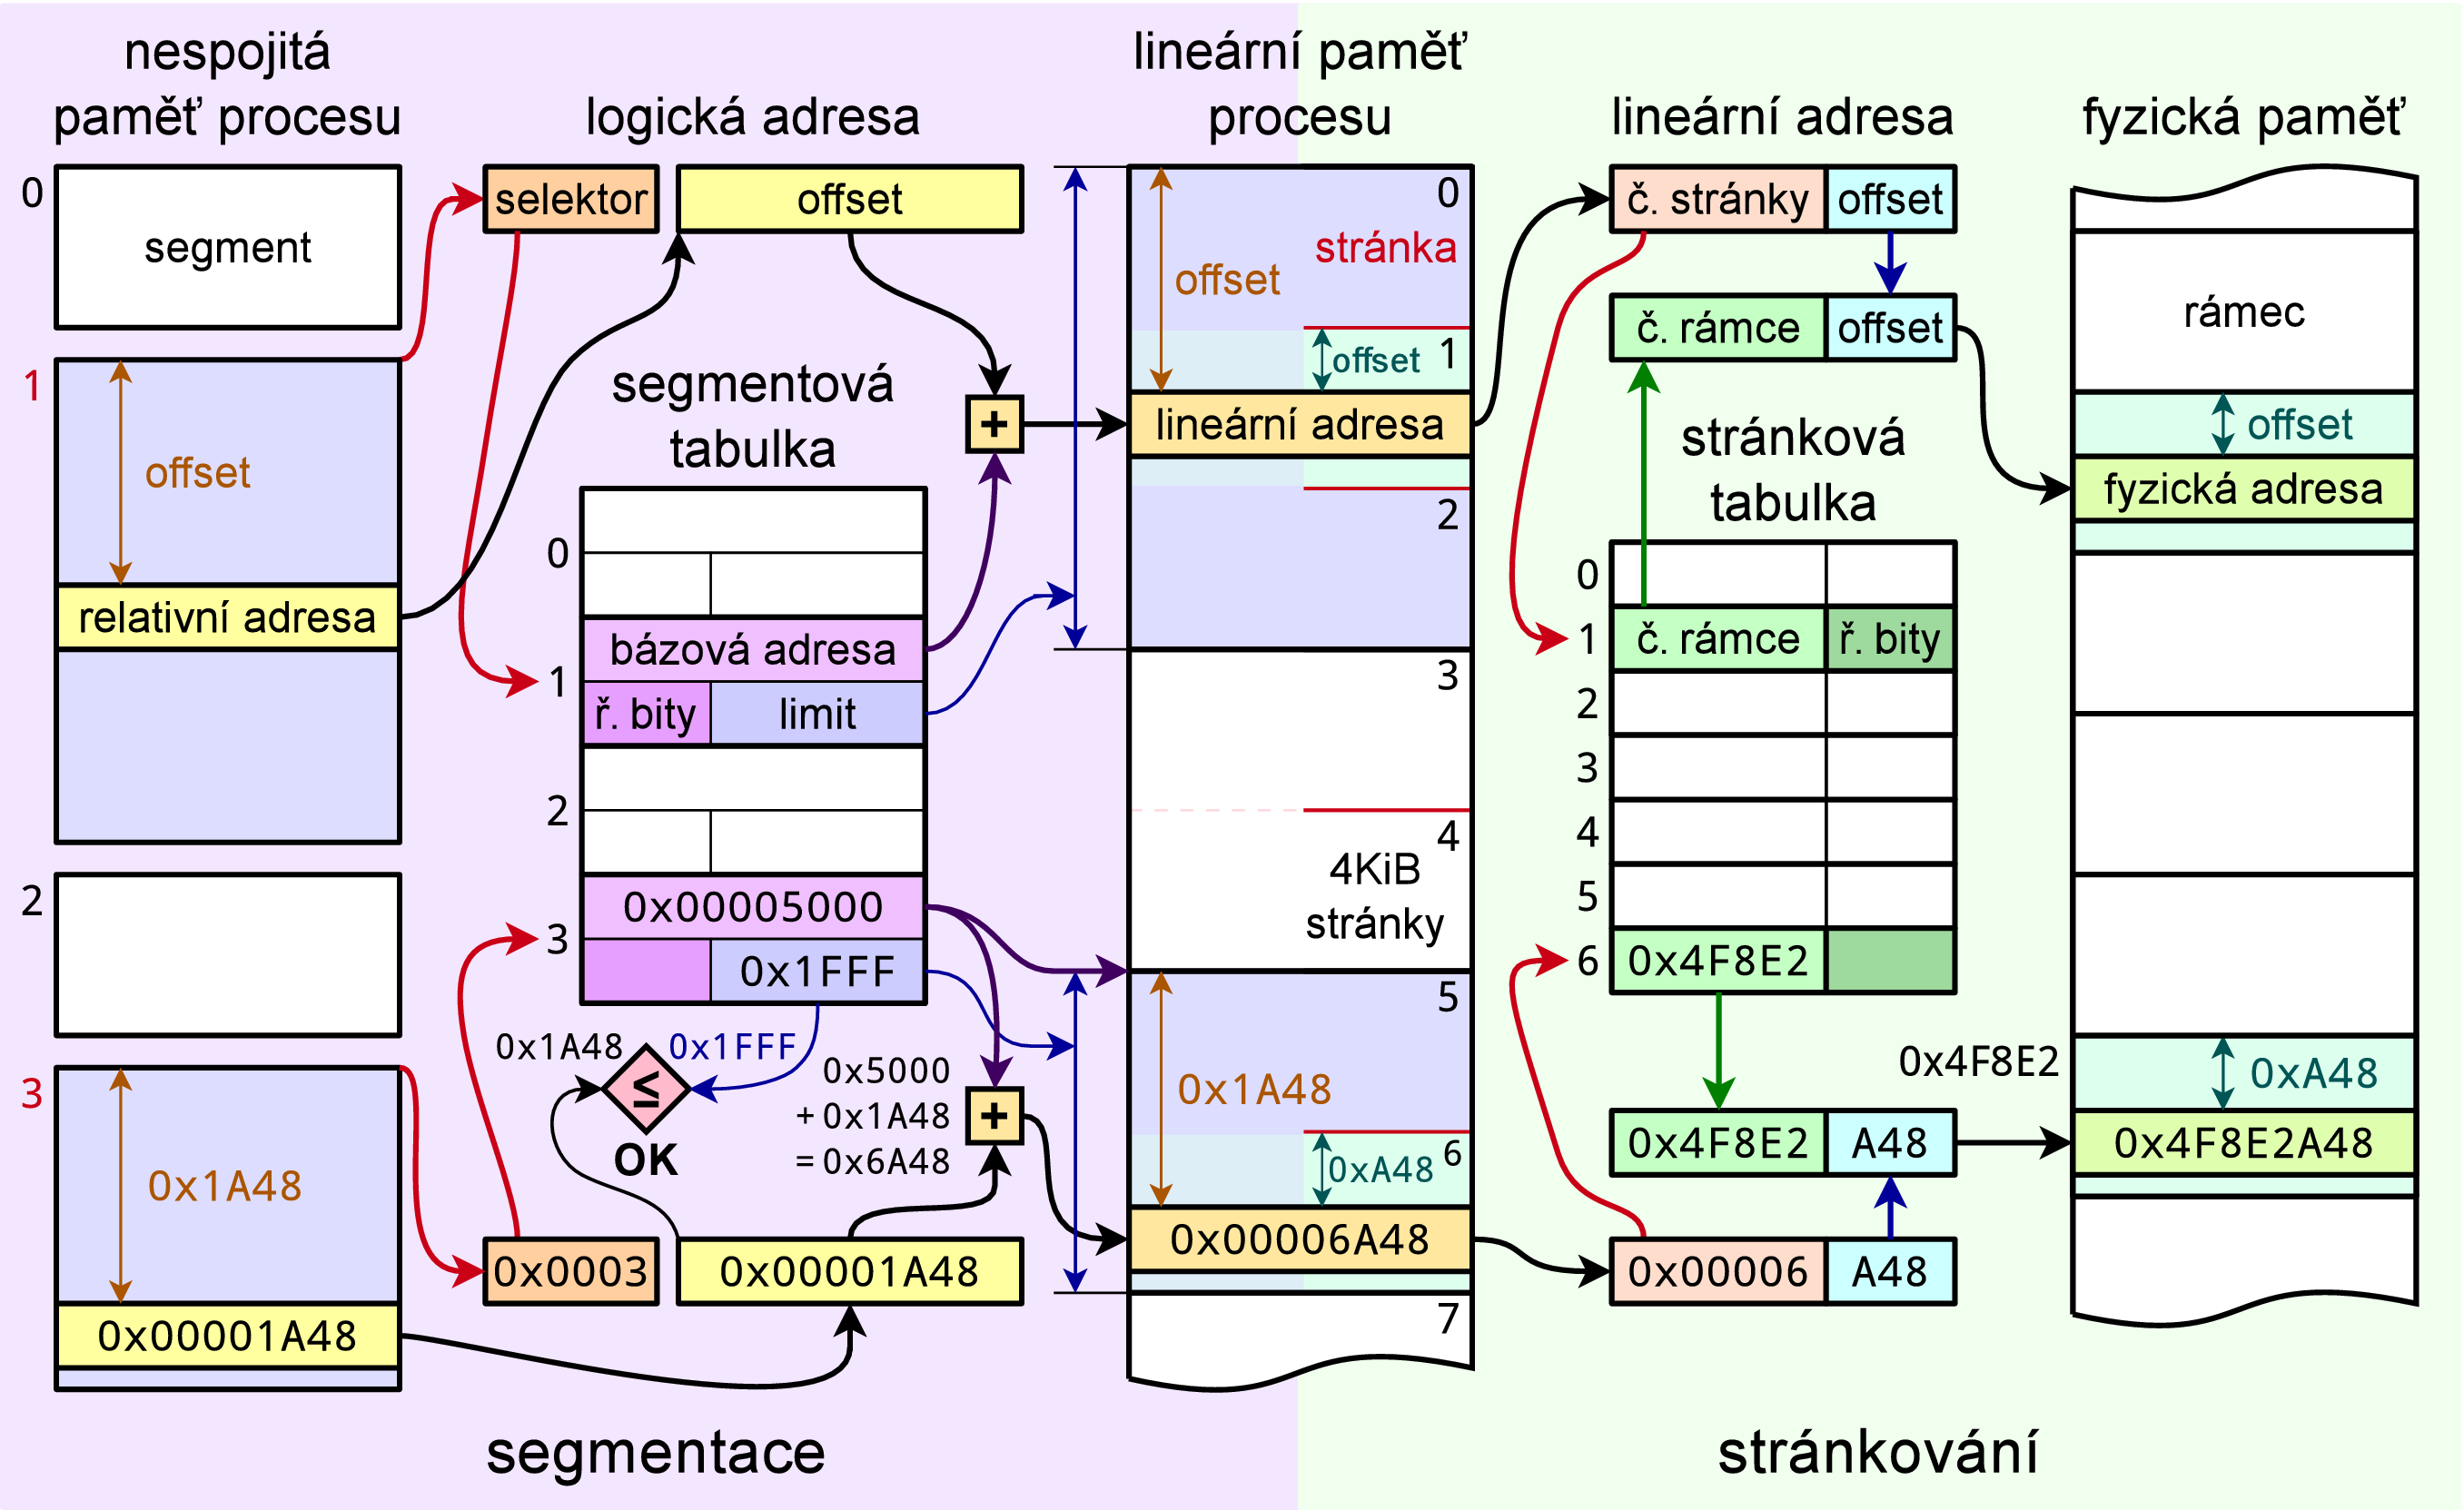 nespojitá
paměť procesu
0
segment
1
offset
relativní adresa
2
3
0x1A48
0x00001A48
logická adresa
selektor
offset
segmentová
tabulka
0
bázová adresa
1
ř. bity
limit
2
0x00005000
3
0x1FFF
0x1A48
0x1FFF
≤
OK
0x5000
+ 0x1A48
= 0x6A48
+
+
0x0003
0x00001A48
segmentace
lineární paměť
procesu
0
stránka
offset
offset
1
lineární adresa
2
3
4
4KiB
stránky
5
0x1A48
0xA48
6
0x00006A48
7
lineární adresa
č. stránky
offset
č. rámce
offset
stránková
tabulka
0
1
č. rámce
ř. bity
2
3
4
5
6
0x4F8E2
0x4F8E2
0x4F8E2
A48
0x00006
A48
stránkování
fyzická paměť
rámec
offset
fyzická adresa
0xA48
0x4F8E2A48